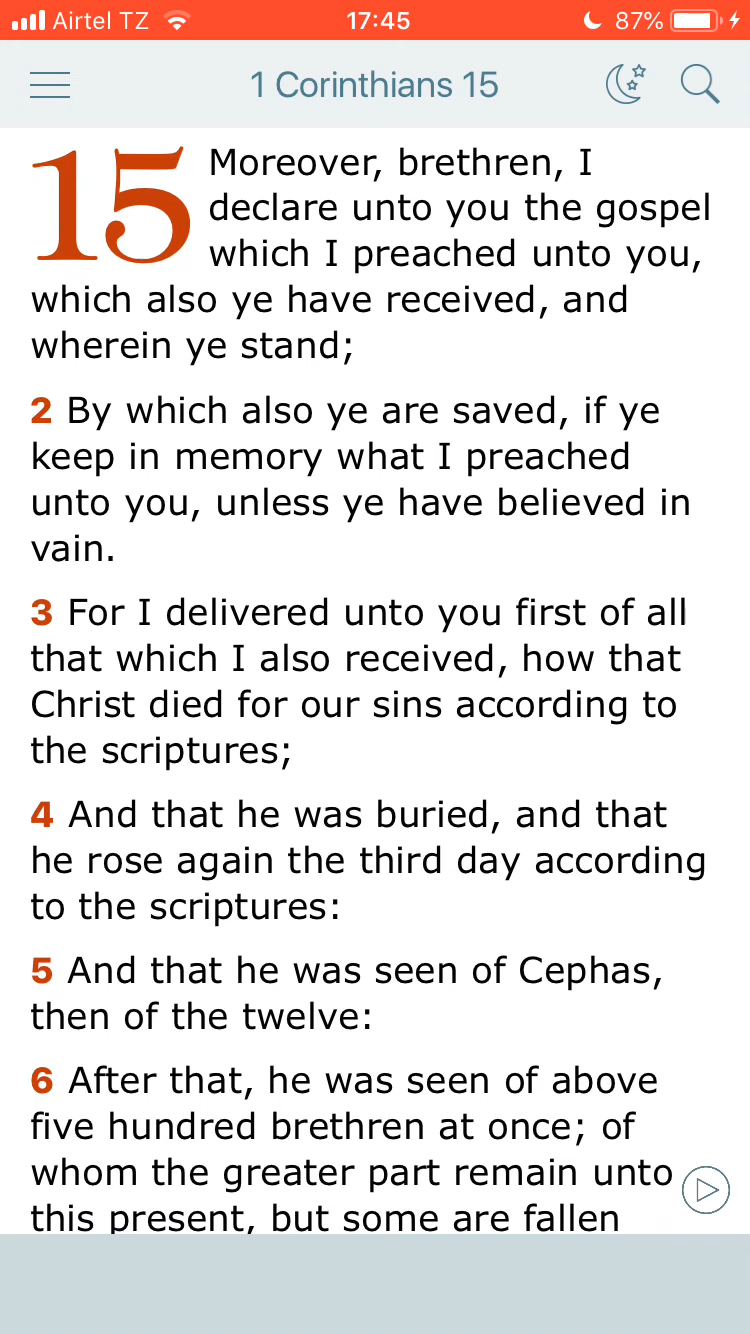 Airtel TZ 17:45 87%
1 Corinthians 15
15 Moreover, brethren, I
declare unto you the gospel
which I preached unto you,
which also ye have received, and
wherein ye stand;
2 By which also ye are saved, if ye
keep in memory what I preached
unto you, unless ye have believed in
vain.
3 For I delivered unto you first of all
that which I also received, how that
Christ died for our sins according to
the scriptures;
4 And that he was buried, and that
he rose again the third day according
to the scriptures:
5 And that he was seen of Cephas,
then of the twelve:
6 After that, he was seen of above
five hundred brethren at once; of
whom the greater part remain unto
this present, but some are fallen